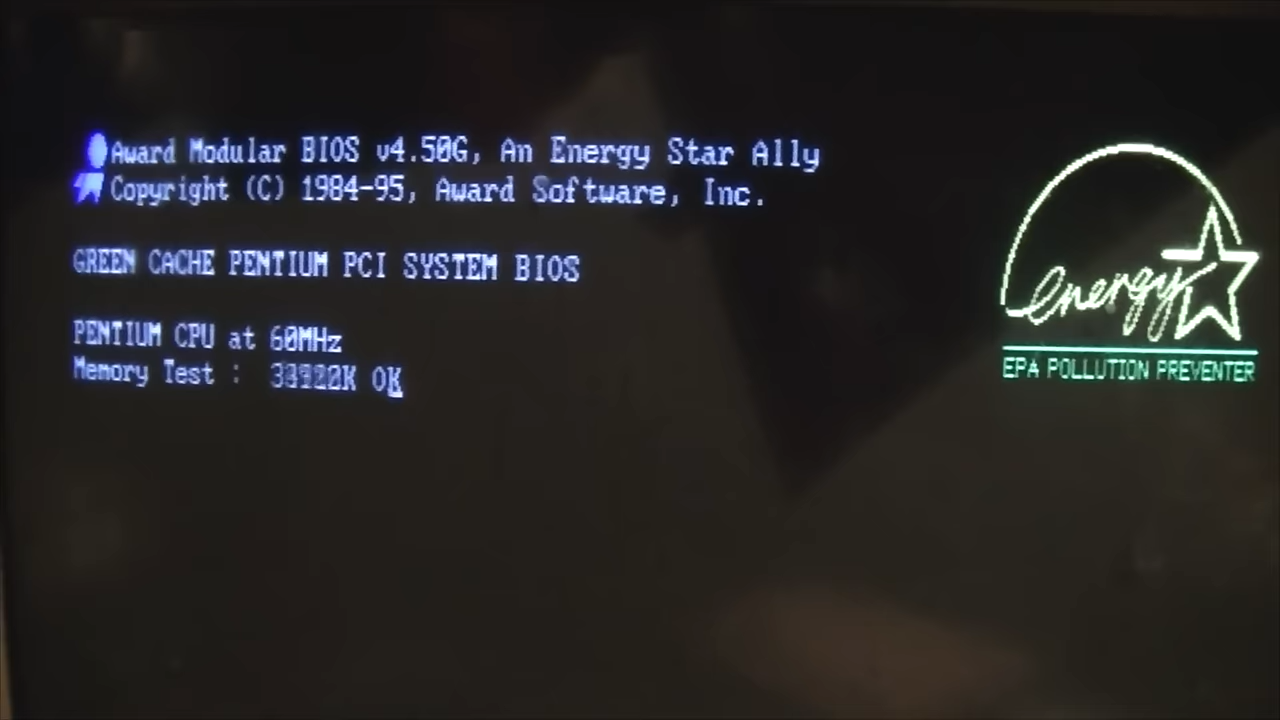 Award Modular BIOS v4.50G, An Energy Star Ally
Copyright (C) 1984-95, Award Software, Inc.
GREEN CACHE PENTIUM PCI SYSTEM BIOS
PENTIUM CPU at 60MHz
Memory Test : OK
energy
EPA POLLUTION PREVENTER